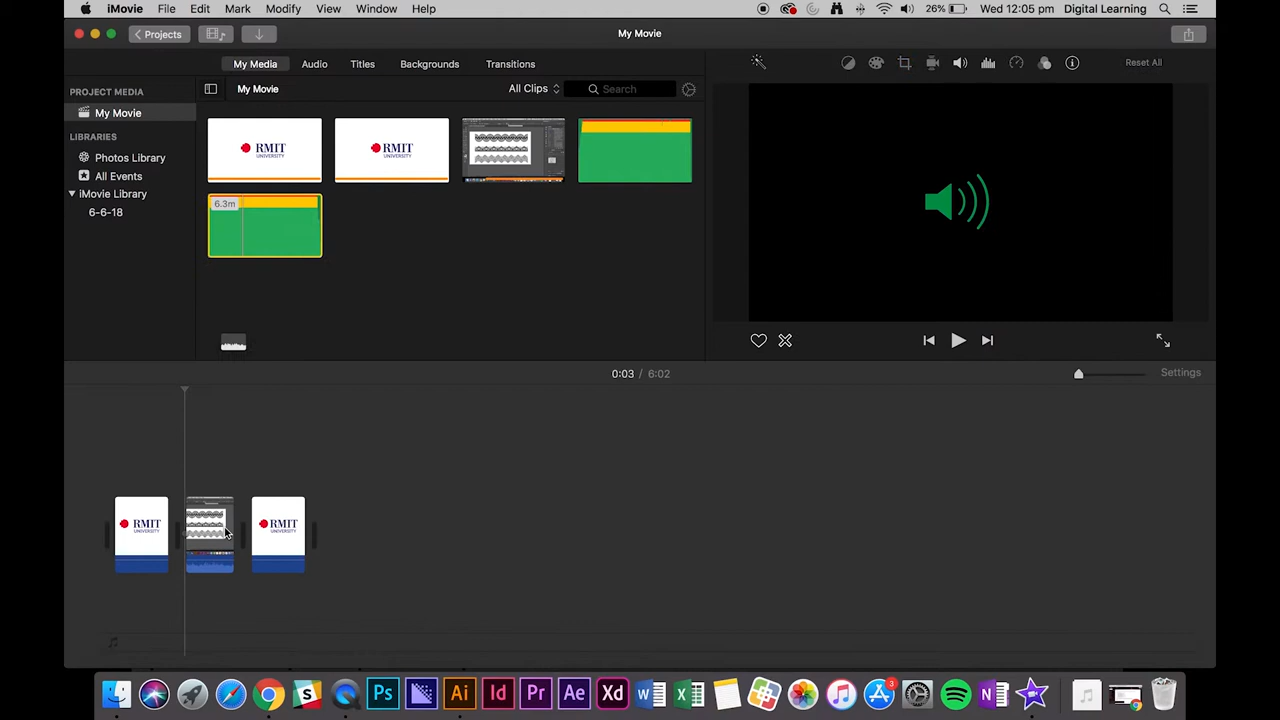 iMovie File Edit Mark Modify View Window Help 26% Wed 12:05 pm Digital Learning
Projects My Movie
My Media Audio Titles Backgrounds Transitions Reset All
PROJECT MEDIA My Movie All Clips Search
My Movie
LIBRARIES
Photos Library
All Events
iMovie Library
6-6-18
RMIT UNIVERSITY
RMIT UNIVERSITY
6.3m
0:03 / 6:02 Settings
RMIT UNIVERSITY
RMIT UNIVERSITY
Ps Ai Id Pr Ae Xd W X 3 N